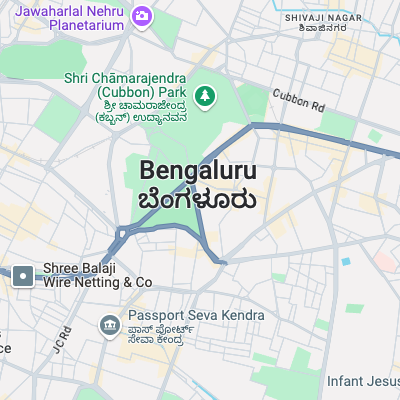 Jawaharlal Nehru
Planetarium
SHIVAJI NAGAR
ಶಿವಾಜಿನಗರ
Shri Chamarajendra
(Cubbon) Park
ಶ್ರೀ ಚಾಮರಾಜೇಂದ್ರ
(ಕಬ್ಬನ್) ಉದ್ಯಾನವನ
Cubbon Rd
Bengaluru
ಬೆಂಗಳೂರು
Shree Balaji
Wire Netting & Co
Passport Seva Kendra
ಪಾಸ್ ಪೋರ್ಟ್
ಸೇವಾ ಕೇಂದ್ರ
JC Rd
ce
Infant Jesus